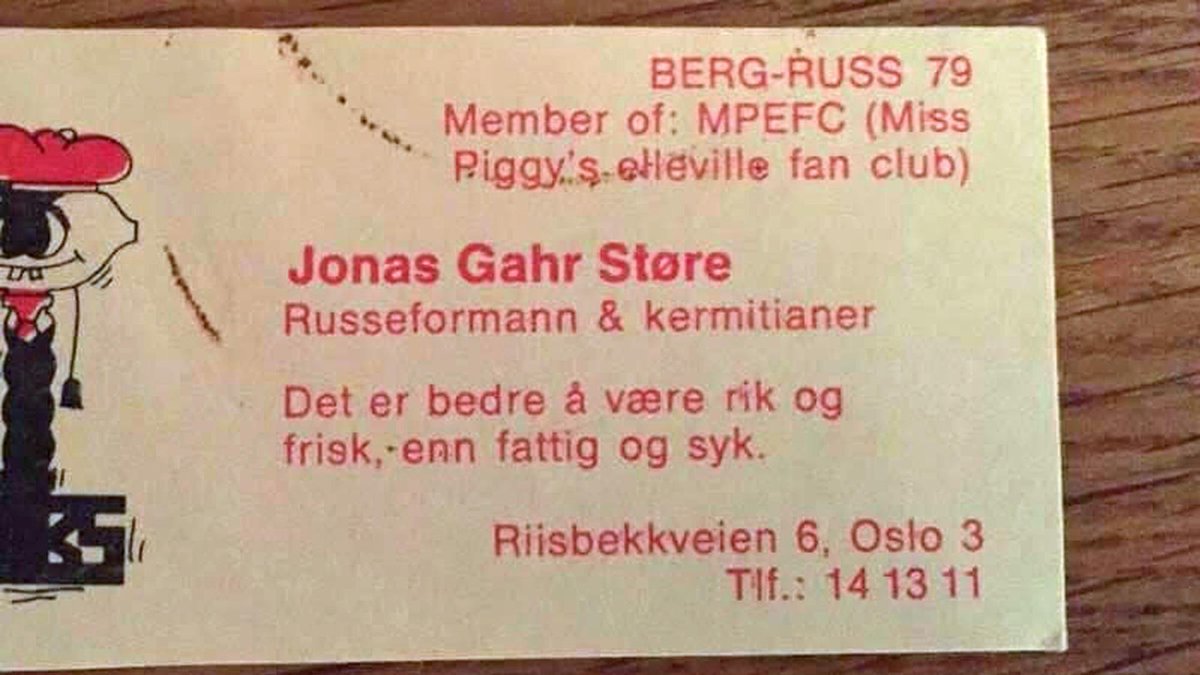 BERG-RUSS 79
Member of: MPEFC (Miss
Piggy's elleville fan club)
Jonas Gahr Støre
Russeformann & kermitianer
Det er bedre å være rik og
frisk, enn fattig og syk.
Riisbekkveien 6, Oslo 3
Tlf.: 14 13 11